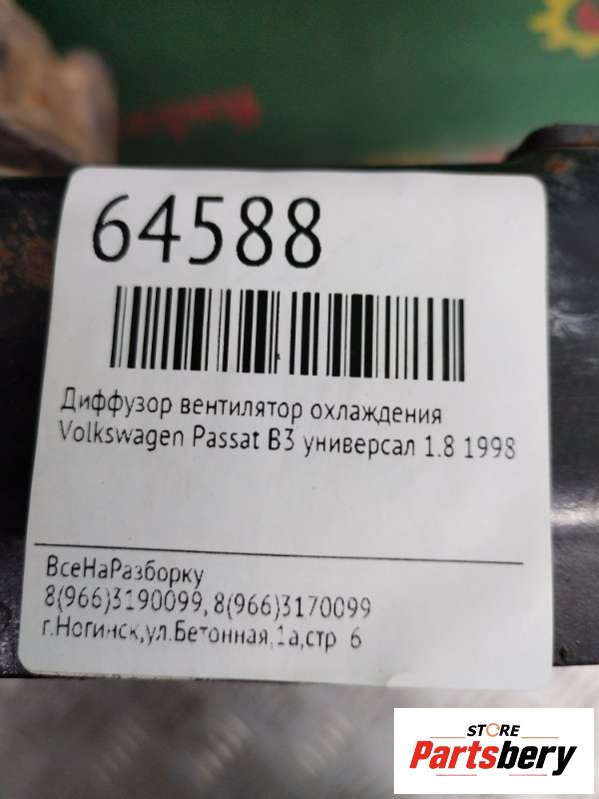 64588
Диффузор вентилятор охлаждения
Volkswagen Passat B3 универсал 1.8 1998
ВсеНаРазборку
8(966)3190099, 8(966)3170099
г.Ногинск,ул.Бетонная,1а,стр 6
STORE
Partsbery